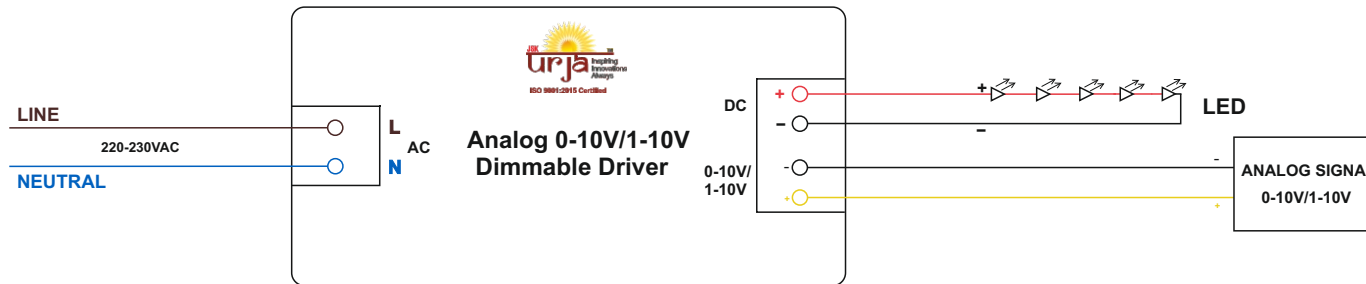 JSK
urja
TM
Inspiring
Innovations
Always
ISO 9001:2015 Certified
LINE
220-230VAC
NEUTRAL
L
N
AC
Analog 0-10V/1-10V
Dimmable Driver
DC
+
-
0-10V/
1-10V
-
+
+
-
LED
-
+
ANALOG SIGNA
0-10V/1-10V